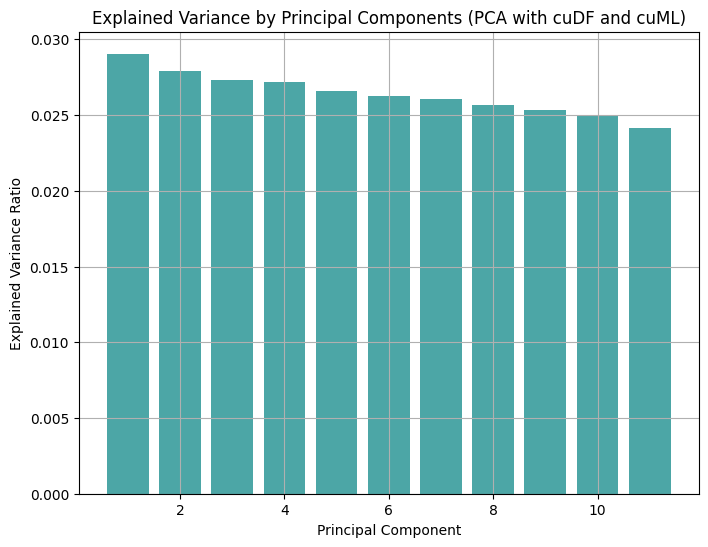 Explained Variance by Principal Components (PCA with cuDF and cuML)
0.030
0.025
0.020
0.015
0.010
0.005
0.000
Explained Variance Ratio
2 4 6 8 10
Principal Component